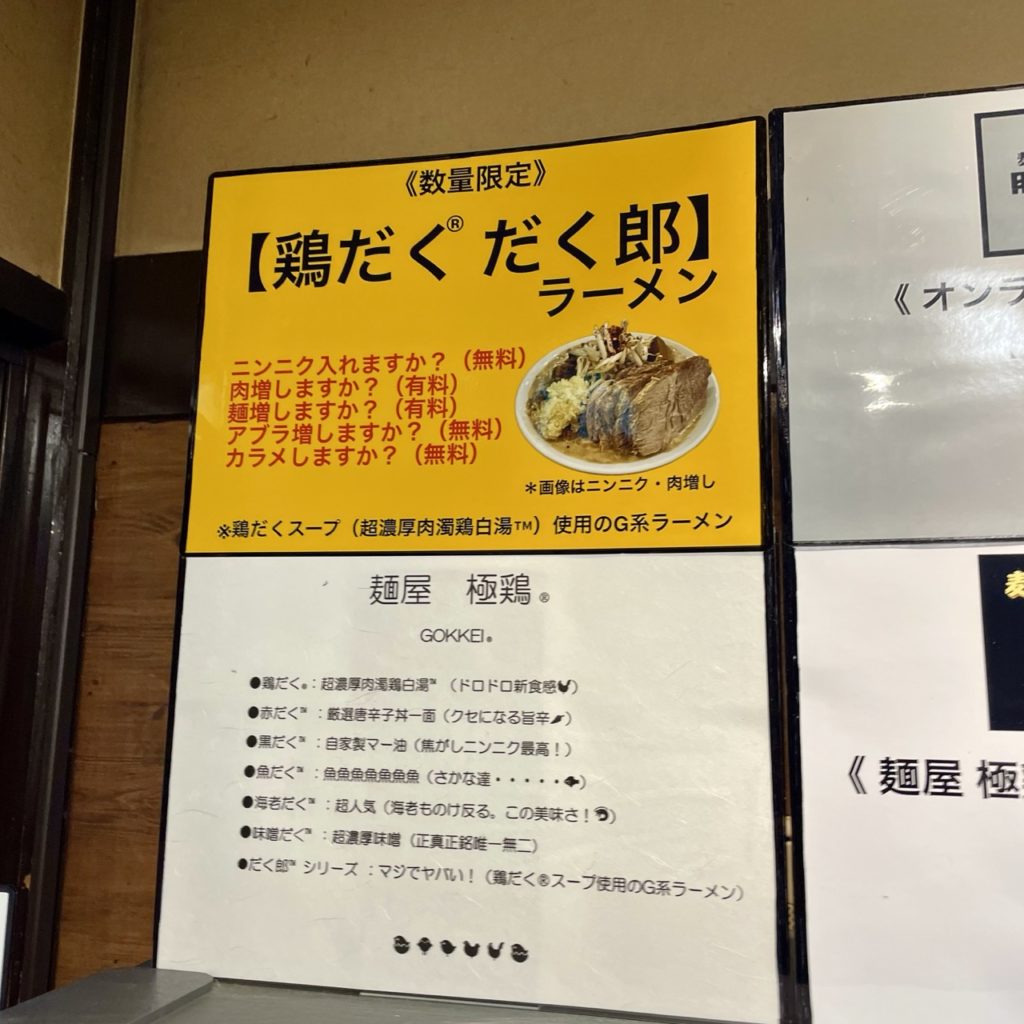 《数量限定》
【鶏だく® だく郎】
ラーメン
ニンニク入れますか？（無料）
肉増しますか？（有料）
麺増しますか？（有料）
アブラ増しますか？（無料）
カラメしますか？（無料）
＊画像はニンニク・肉増し
※鶏だくスープ（超濃厚肉濁鶏白湯™）使用のG系ラーメン
麺屋　極鶏®
GOKKEI®
●鶏だく®：超濃厚肉濁鶏白湯™（ドロドロ新食感）
●赤だく™：厳選唐辛子丼一面（クセになる旨辛）
●黒だく™：自家製マー油（焦がしニンニク最高！）
●魚だく™：魚魚魚魚魚魚魚（さかな達・・・・・）
●海老だく™：超人気（海老ものけ反る。この美味さ！）
●味噌だく™：超濃厚味噌（正真正銘唯一無二）
●だく郎™ シリーズ：マジでヤバい！（鶏だく®スープ使用のG系ラーメン）
《オンラ
《麺屋 極